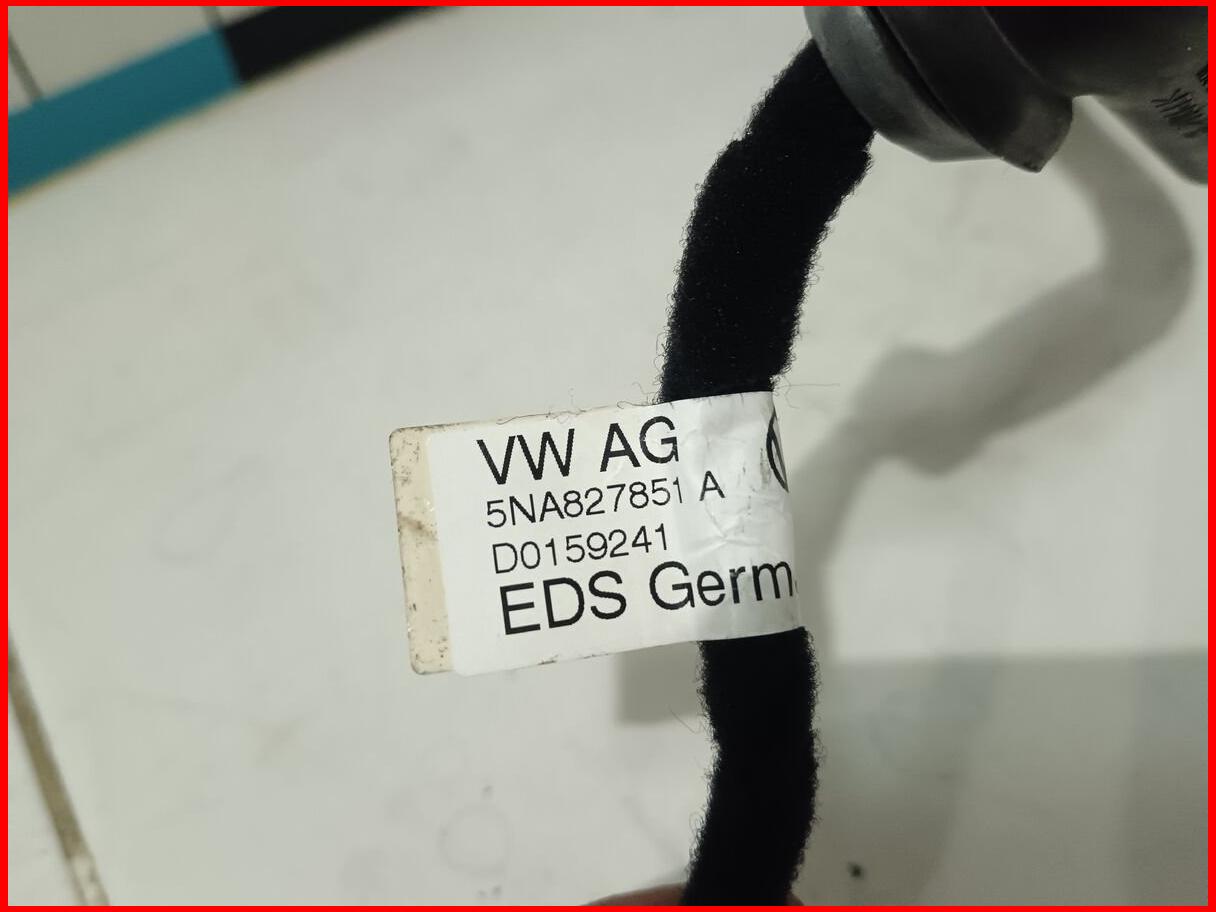 VW AG
5NA827851 A
D0159241
EDS Germ